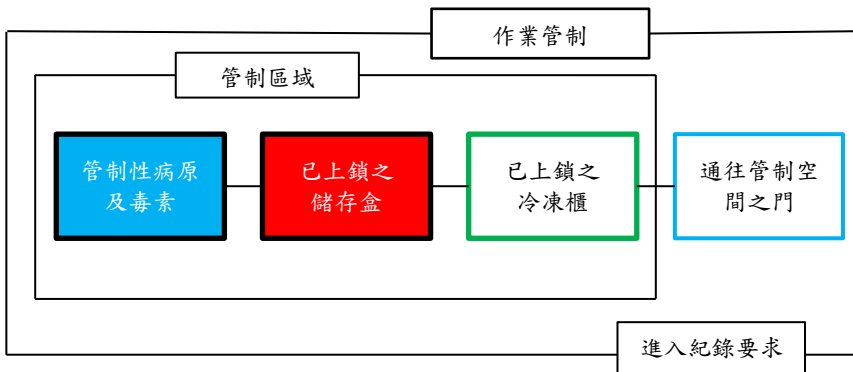 作業管制
管制區域
管制性病原
及毒素
已上鎖之
儲存盒
已上鎖之
冷凍櫃
通往管制空
間之門
進入紀錄要求